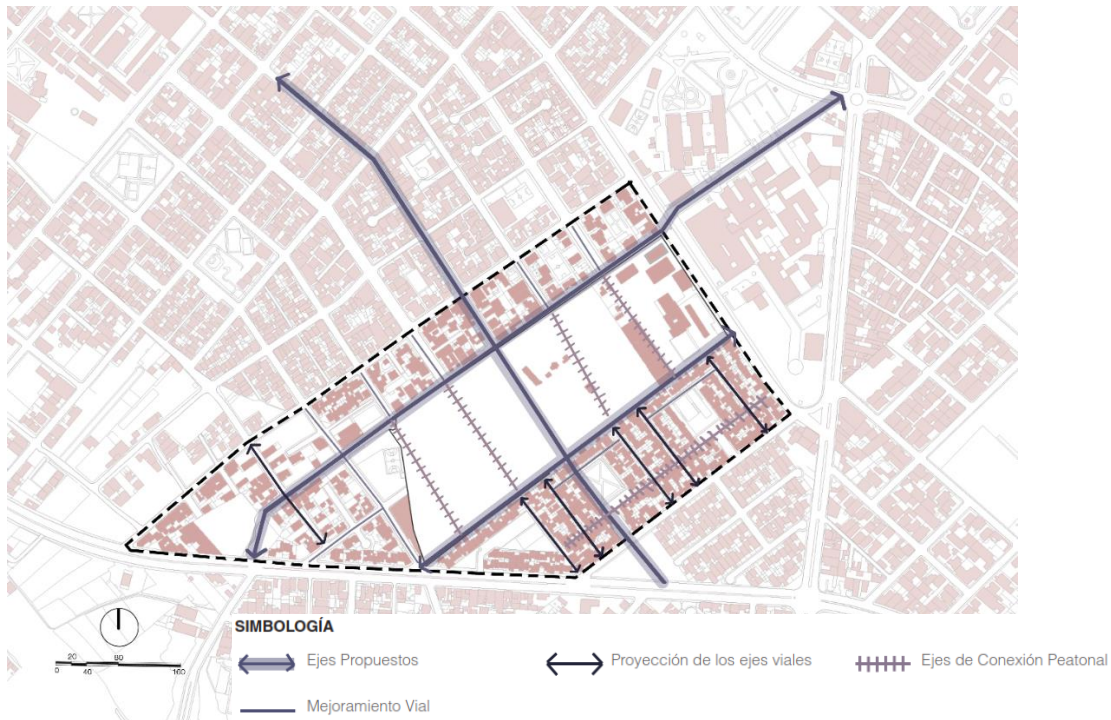 SIMBOLOGÍA
Ejes Propuestos
Proyección de los ejes viales
Ejes de Conexión Peatonal
Mejoramiento Vial
20 80
0 40 160